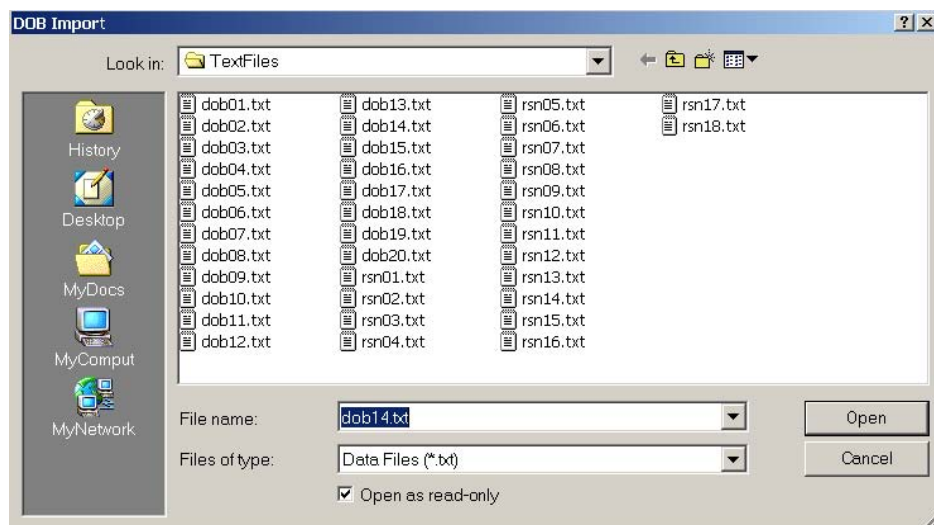 DOB Import
Look in: TextFiles
History
Desktop
MyDocs
MyComput
MyNetwork
dob01.txt
dob02.txt
dob03.txt
dob04.txt
dob05.txt
dob06.txt
dob07.txt
dob08.txt
dob09.txt
dob10.txt
dob11.txt
dob12.txt
dob13.txt
dob14.txt
dob15.txt
dob16.txt
dob17.txt
dob18.txt
dob19.txt
dob20.txt
rsn01.txt
rsn02.txt
rsn03.txt
rsn04.txt
rsn05.txt
rsn06.txt
rsn07.txt
rsn08.txt
rsn09.txt
rsn10.txt
rsn11.txt
rsn12.txt
rsn13.txt
rsn14.txt
rsn15.txt
rsn16.txt
rsn17.txt
rsn18.txt
File name: dob14.txt Open
Files of type: Data Files (*.txt) Cancel
Open as read-only